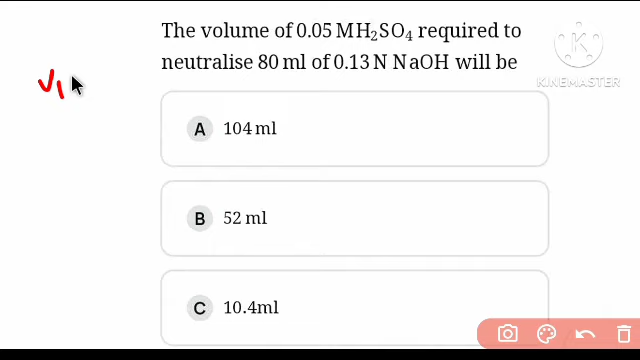 The volume of 0.05 M H₂SO₄ required to
neutralise 80 ml of 0.13 N NaOH will be
V₁
KINEMASTER
A 104 ml
B 52 ml
C 10.4ml